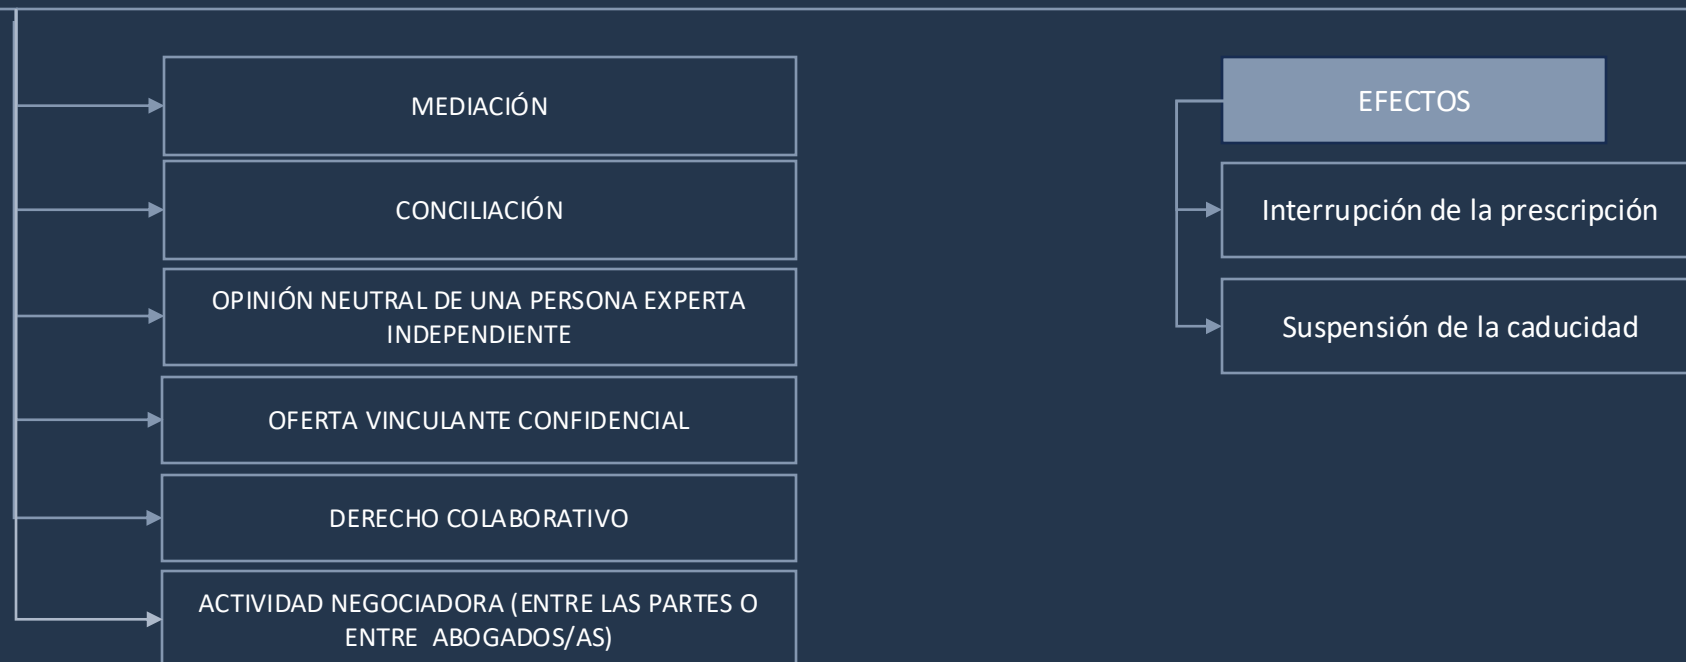 MEDIACIÓN
CONCILIACIÓN
OPINIÓN NEUTRAL DE UNA PERSONA EXPERTA
INDEPENDIENTE
OFERTA VINCULANTE CONFIDENCIAL
DERECHO COLABORATIVO
ACTIVIDAD NEGOCIADORA (ENTRE LAS PARTES O
ENTRE ABOGADOS/AS)
EFECTOS
Interrupción de la prescripción
Suspensión de la caducidad